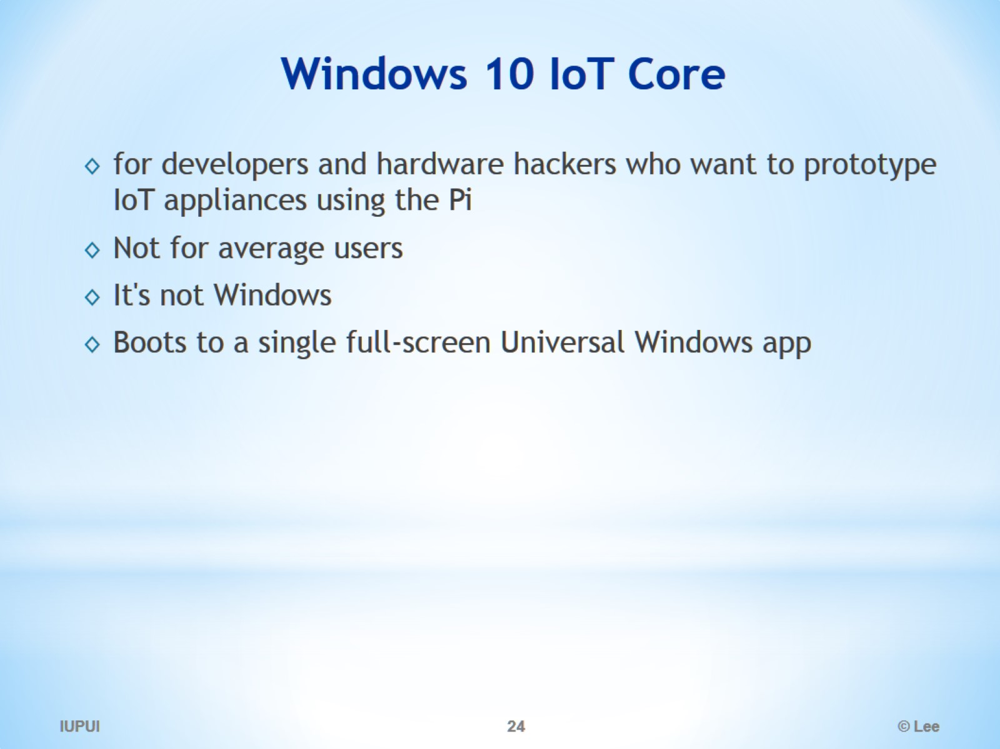 Windows 10 IoT Core
◇ for developers and hardware hackers who want to prototype
IoT appliances using the Pi
◇ Not for average users
◇ It's not Windows
◇ Boots to a single full-screen Universal Windows app
IUPUI
24
© Lee